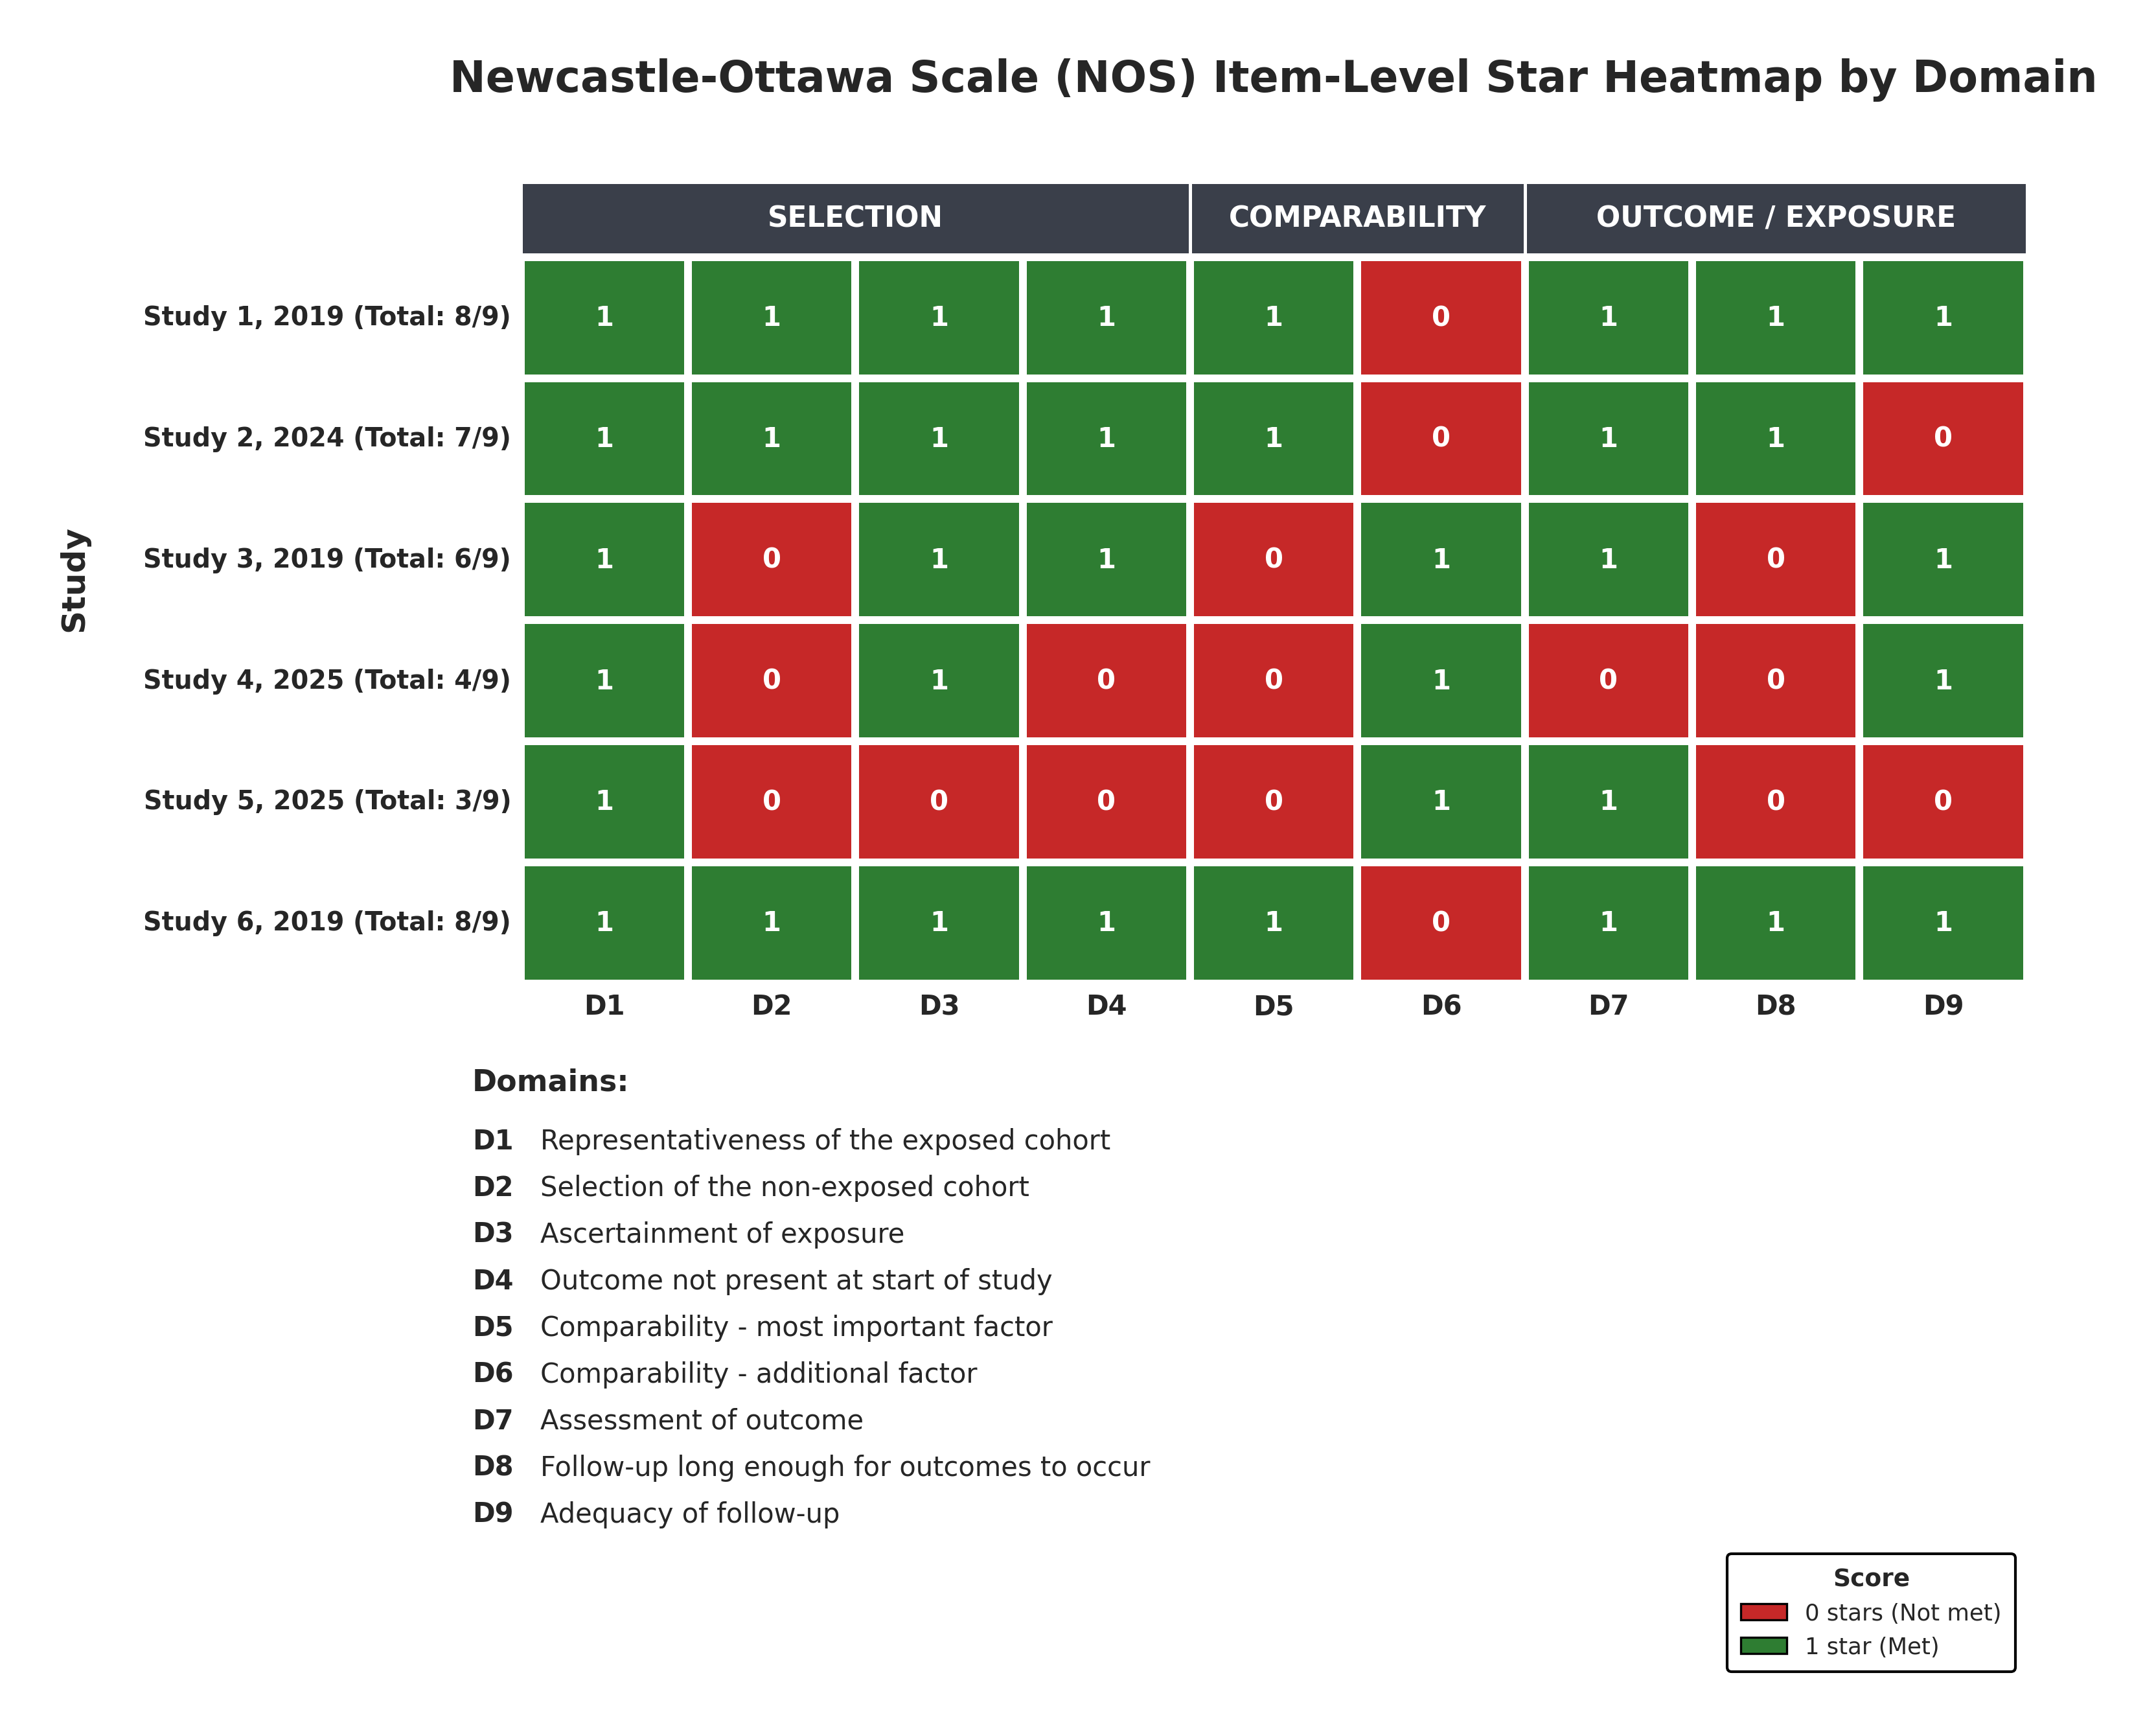 Newcastle-Ottawa Scale (NOS) Item-Level Star Heatmap by Domain
SELECTION COMPARABILITY OUTCOME / EXPOSURE
Study
Study 1, 2019 (Total: 8/9) 1 1 1 1 1 0 1 1 1
Study 2, 2024 (Total: 7/9) 1 1 1 1 1 0 1 1 0
Study 3, 2019 (Total: 6/9) 1 0 1 1 0 1 1 0 1
Study 4, 2025 (Total: 4/9) 1 0 1 0 0 1 0 0 1
Study 5, 2025 (Total: 3/9) 1 0 0 0 0 1 1 0 0
Study 6, 2019 (Total: 8/9) 1 1 1 1 1 0 1 1 1
D1 D2 D3 D4 D5 D6 D7 D8 D9
Domains:
D1 Representativeness of the exposed cohort
D2 Selection of the non-exposed cohort
D3 Ascertainment of exposure
D4 Outcome not present at start of study
D5 Comparability - most important factor
D6 Comparability - additional factor
D7 Assessment of outcome
D8 Follow-up long enough for outcomes to occur
D9 Adequacy of follow-up
Score
0 stars (Not met)
1 star (Met)